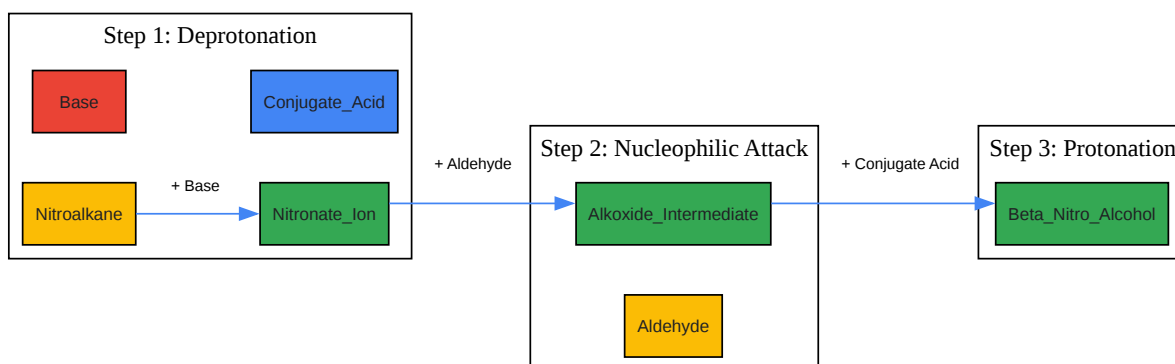 Step 1: Deprotonation
Base
Conjugate_Acid
Nitroalkane
+ Base
Nitronate_Ion
+ Aldehyde
Step 2: Nucleophilic Attack
Alkoxide_Intermediate
Aldehyde
+ Conjugate Acid
Step 3: Protonation
Beta_Nitro_Alcohol